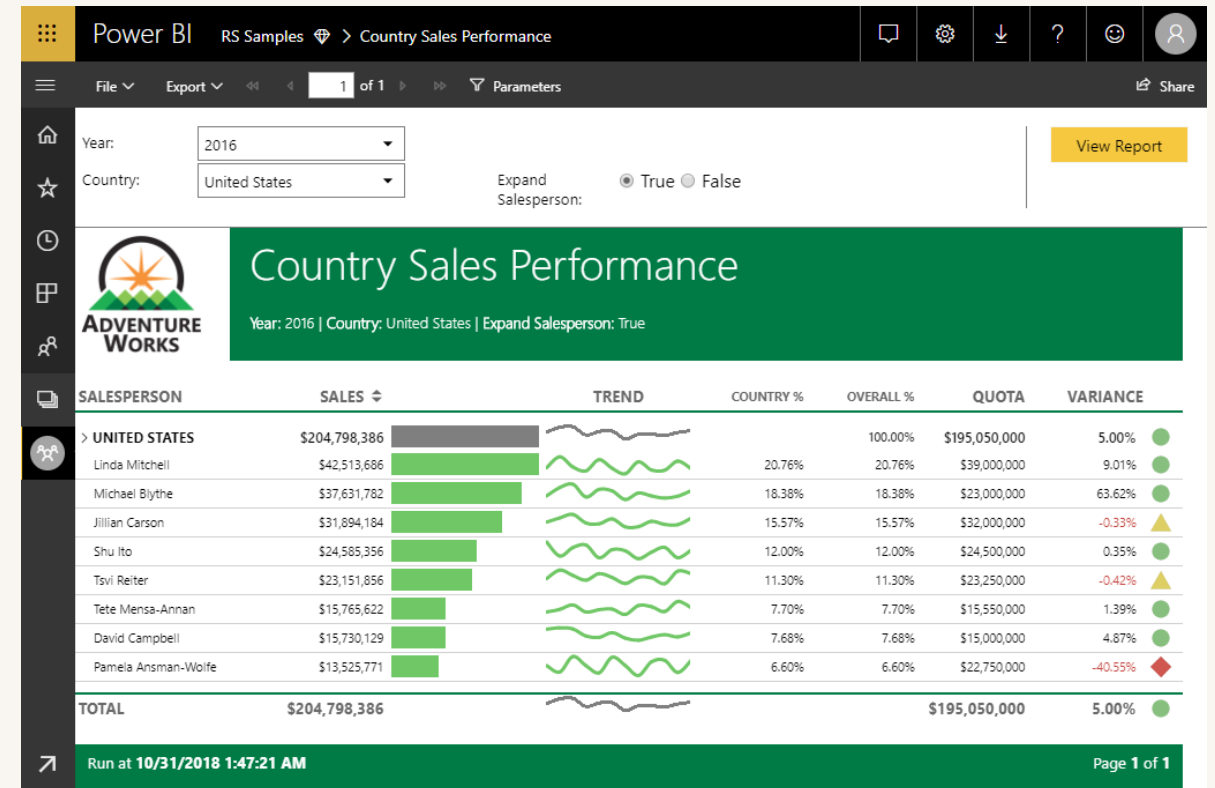 Power BI RS Samples > Country Sales Performance ?
File Export 1 of 1 Parameters Share
Year: 2016 View Report
Country: United States Expand Salesperson: True False
ADVENTURE WORKS
Country Sales Performance
Year: 2016 | Country: United States | Expand Salesperson: True
SALESPERSON SALES TREND COUNTRY % OVERALL % QUOTA VARIANCE
> UNITED STATES $204,798,386 100.00% $195,050,000 5.00%
Linda Mitchell $42,513,686 20.76% 20.76% $39,000,000 9.01%
Michael Blythe $37,631,782 18.38% 18.38% $23,000,000 63.62%
Jillian Carson $31,894,184 15.57% 15.57% $32,000,000 -0.33%
Shu Ito $24,585,356 12.00% 12.00% $24,500,000 0.35%
Tsvi Reiter $23,151,856 11.30% 11.30% $23,250,000 -0.42%
Tete Mensa-Annan $15,765,622 7.70% 7.70% $15,550,000 1.39%
David Campbell $15,730,129 7.68% 7.68% $15,000,000 4.87%
Pamela Ansman-Wolfe $13,525,771 6.60% 6.60% $22,750,000 -40.55%
TOTAL $204,798,386 $195,050,000 5.00%
Run at 10/31/2018 1:47:21 AM Page 1 of 1